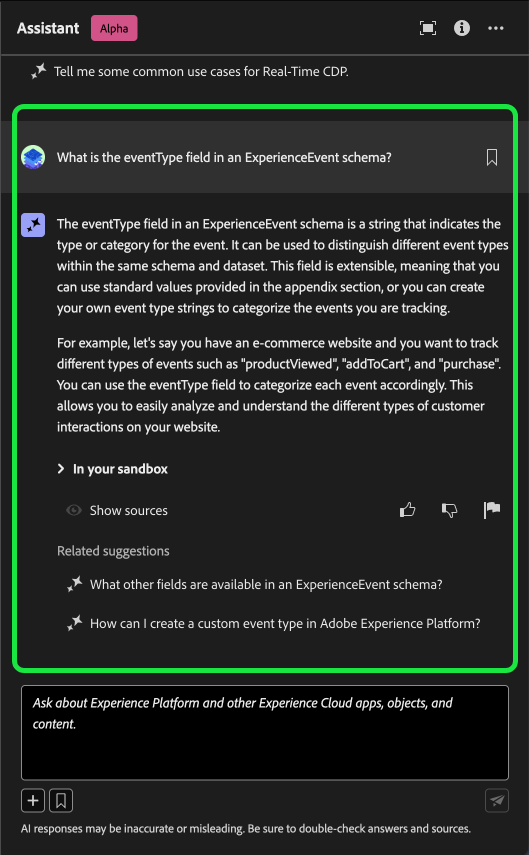 Assistant Alpha
Tell me some common use cases for Real-Time CDP.
What is the eventType field in an ExperienceEvent schema?
The eventType field in an ExperienceEvent schema is a string that indicates the
type or category for the event. It can be used to distinguish different event types
within the same schema and dataset. This field is extensible, meaning that you
can use standard values provided in the appendix section, or you can create
your own event type strings to categorize the events you are tracking.
For example, let's say you have an e-commerce website and you want to track
different types of events such as "productViewed", "addToCart", and "purchase".
You can use the eventType field to categorize each event accordingly. This
allows you to easily analyze and understand the different types of customer
interactions on your website.
In your sandbox
Show sources
Related suggestions
What other fields are available in an ExperienceEvent schema?
How can I create a custom event type in Adobe Experience Platform?
Ask about Experience Platform and other Experience Cloud apps, objects, and
content.
AI responses may be inaccurate or misleading. Be sure to double-check answers and sources.